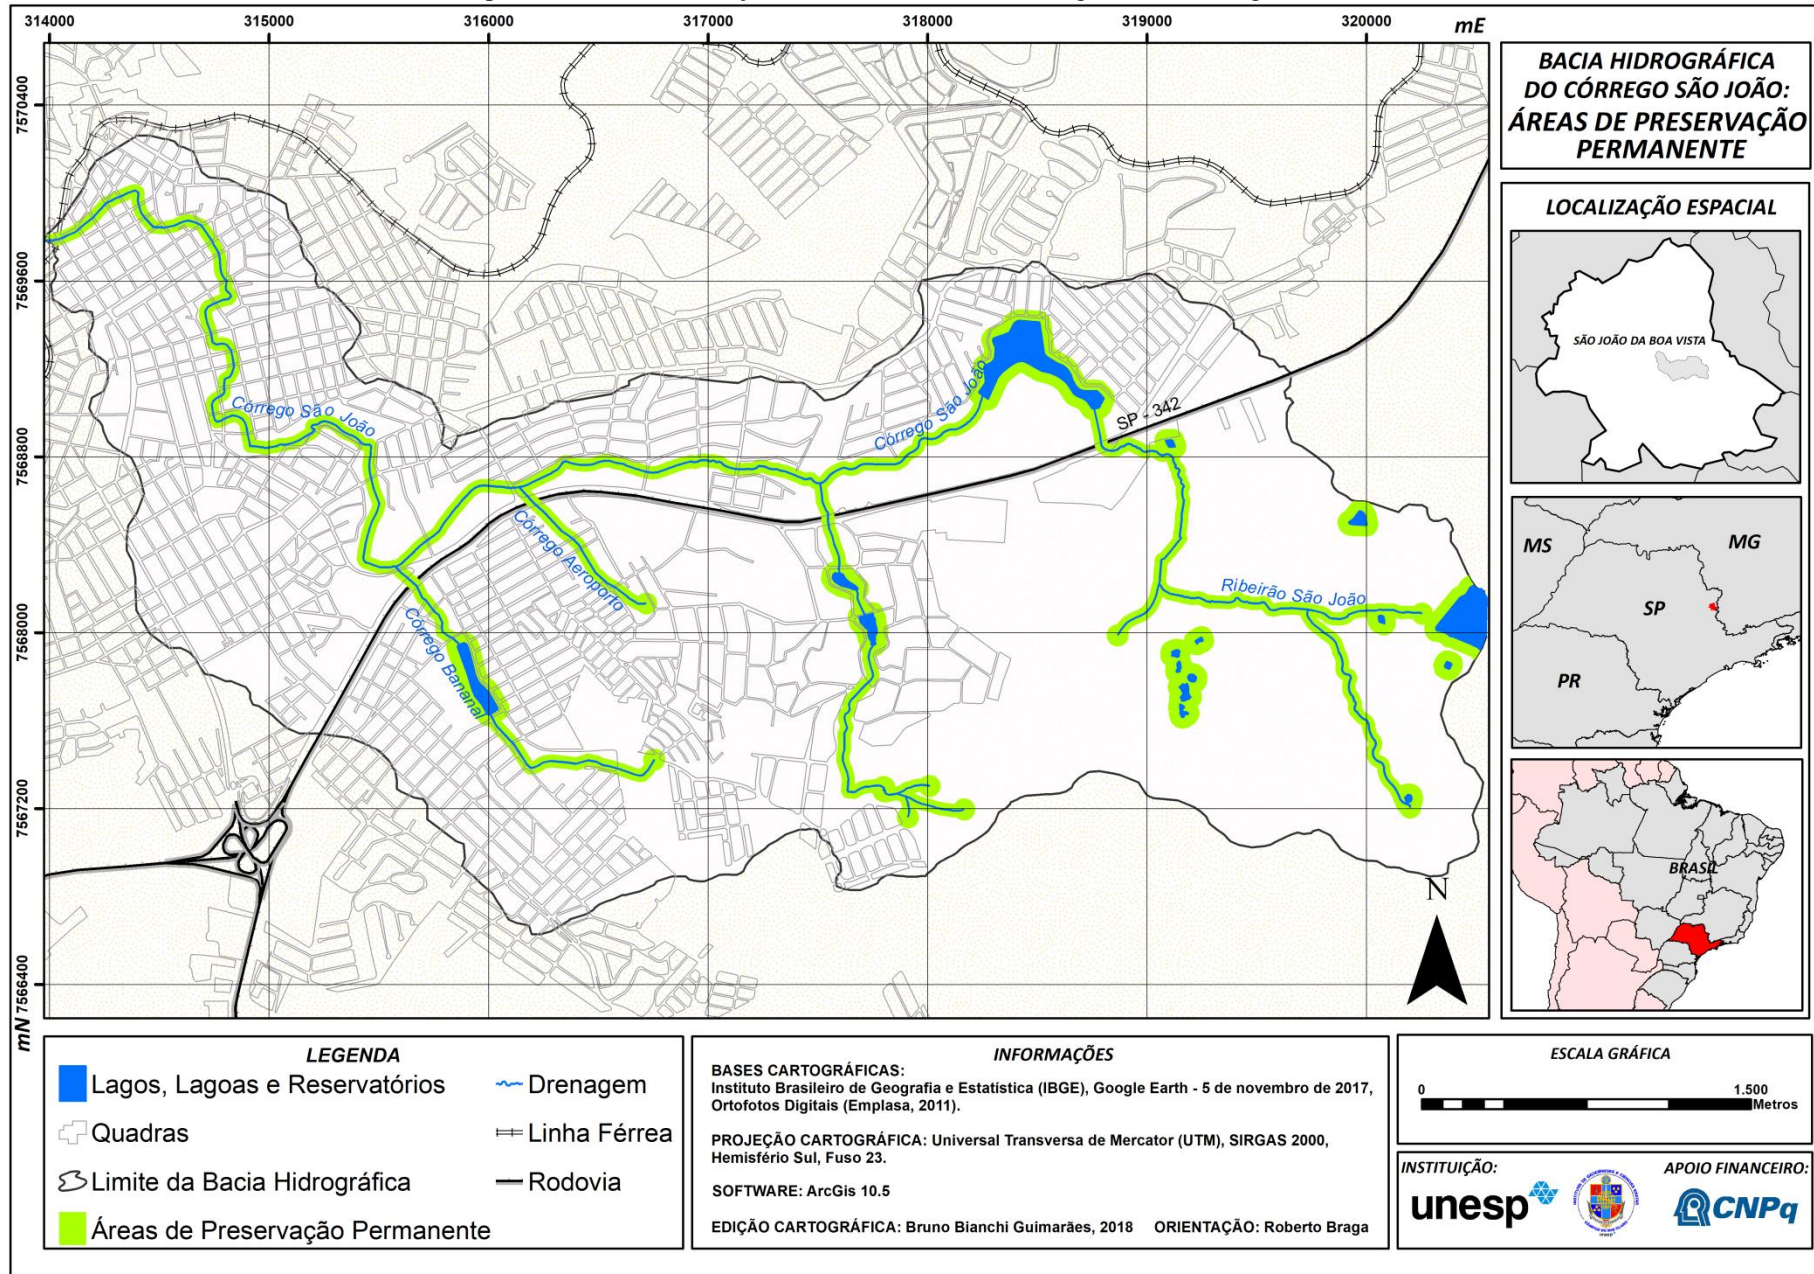 314000 315000 316000 317000 318000 319000 320000 mE
7570400
7569600
7568800
7568000
7567200
7566400
mN
Córrego São João
Córrego São João
SP - 342
Córrego Aeroporto
Córrego Bananal
Ribeirão São João
N
BACIA HIDROGRÁFICA
DO CÓRREGO SÃO JOÃO:
ÁREAS DE PRESERVAÇÃO
PERMANENTE
LOCALIZAÇÃO ESPACIAL
SÃO JOÃO DA BOA VISTA
MS
MG
SP
PR
BRASIL
LEGENDA
Lagos, Lagoas e Reservatórios
Drenagem
Quadras
Linha Férrea
Limite da Bacia Hidrográfica
Rodovia
Áreas de Preservação Permanente
INFORMAÇÕES
BASES CARTOGRÁFICAS:
Instituto Brasileiro de Geografia e Estatística (IBGE), Google Earth - 5 de novembro de 2017,
Ortofotos Digitais (Emplasa, 2011).
PROJEÇÃO CARTOGRÁFICA: Universal Transversa de Mercator (UTM), SIRGAS 2000,
Hemisfério Sul, Fuso 23.
SOFTWARE: ArcGis 10.5
EDIÇÃO CARTOGRÁFICA: Bruno Bianchi Guimarães, 2018 ORIENTAÇÃO: Roberto Braga
ESCALA GRÁFICA
0 1.500
Metros
INSTITUIÇÃO:
unesp
APOIO FINANCEIRO:
CNPq